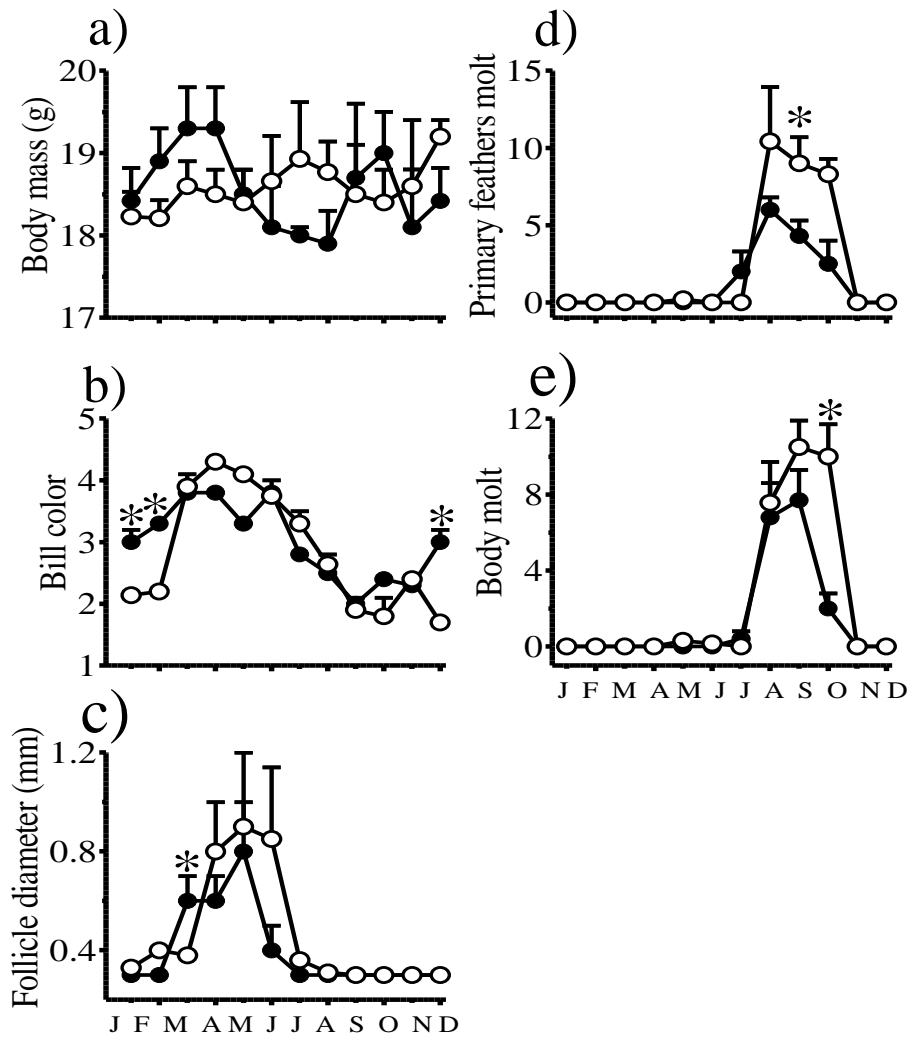 a)
Body mass (g)
20
19
18
17
b)
Bill color
5
4
3
2
1
* * *
c)
Follicle diameter (mm)
1.2
0.8
0.4
*
J F M A M J J A S O N D
d)
Primary feathers molt
15
10
5
0
*
e)
Body molt
12
8
4
0
*
J F M A M J J A S O N D